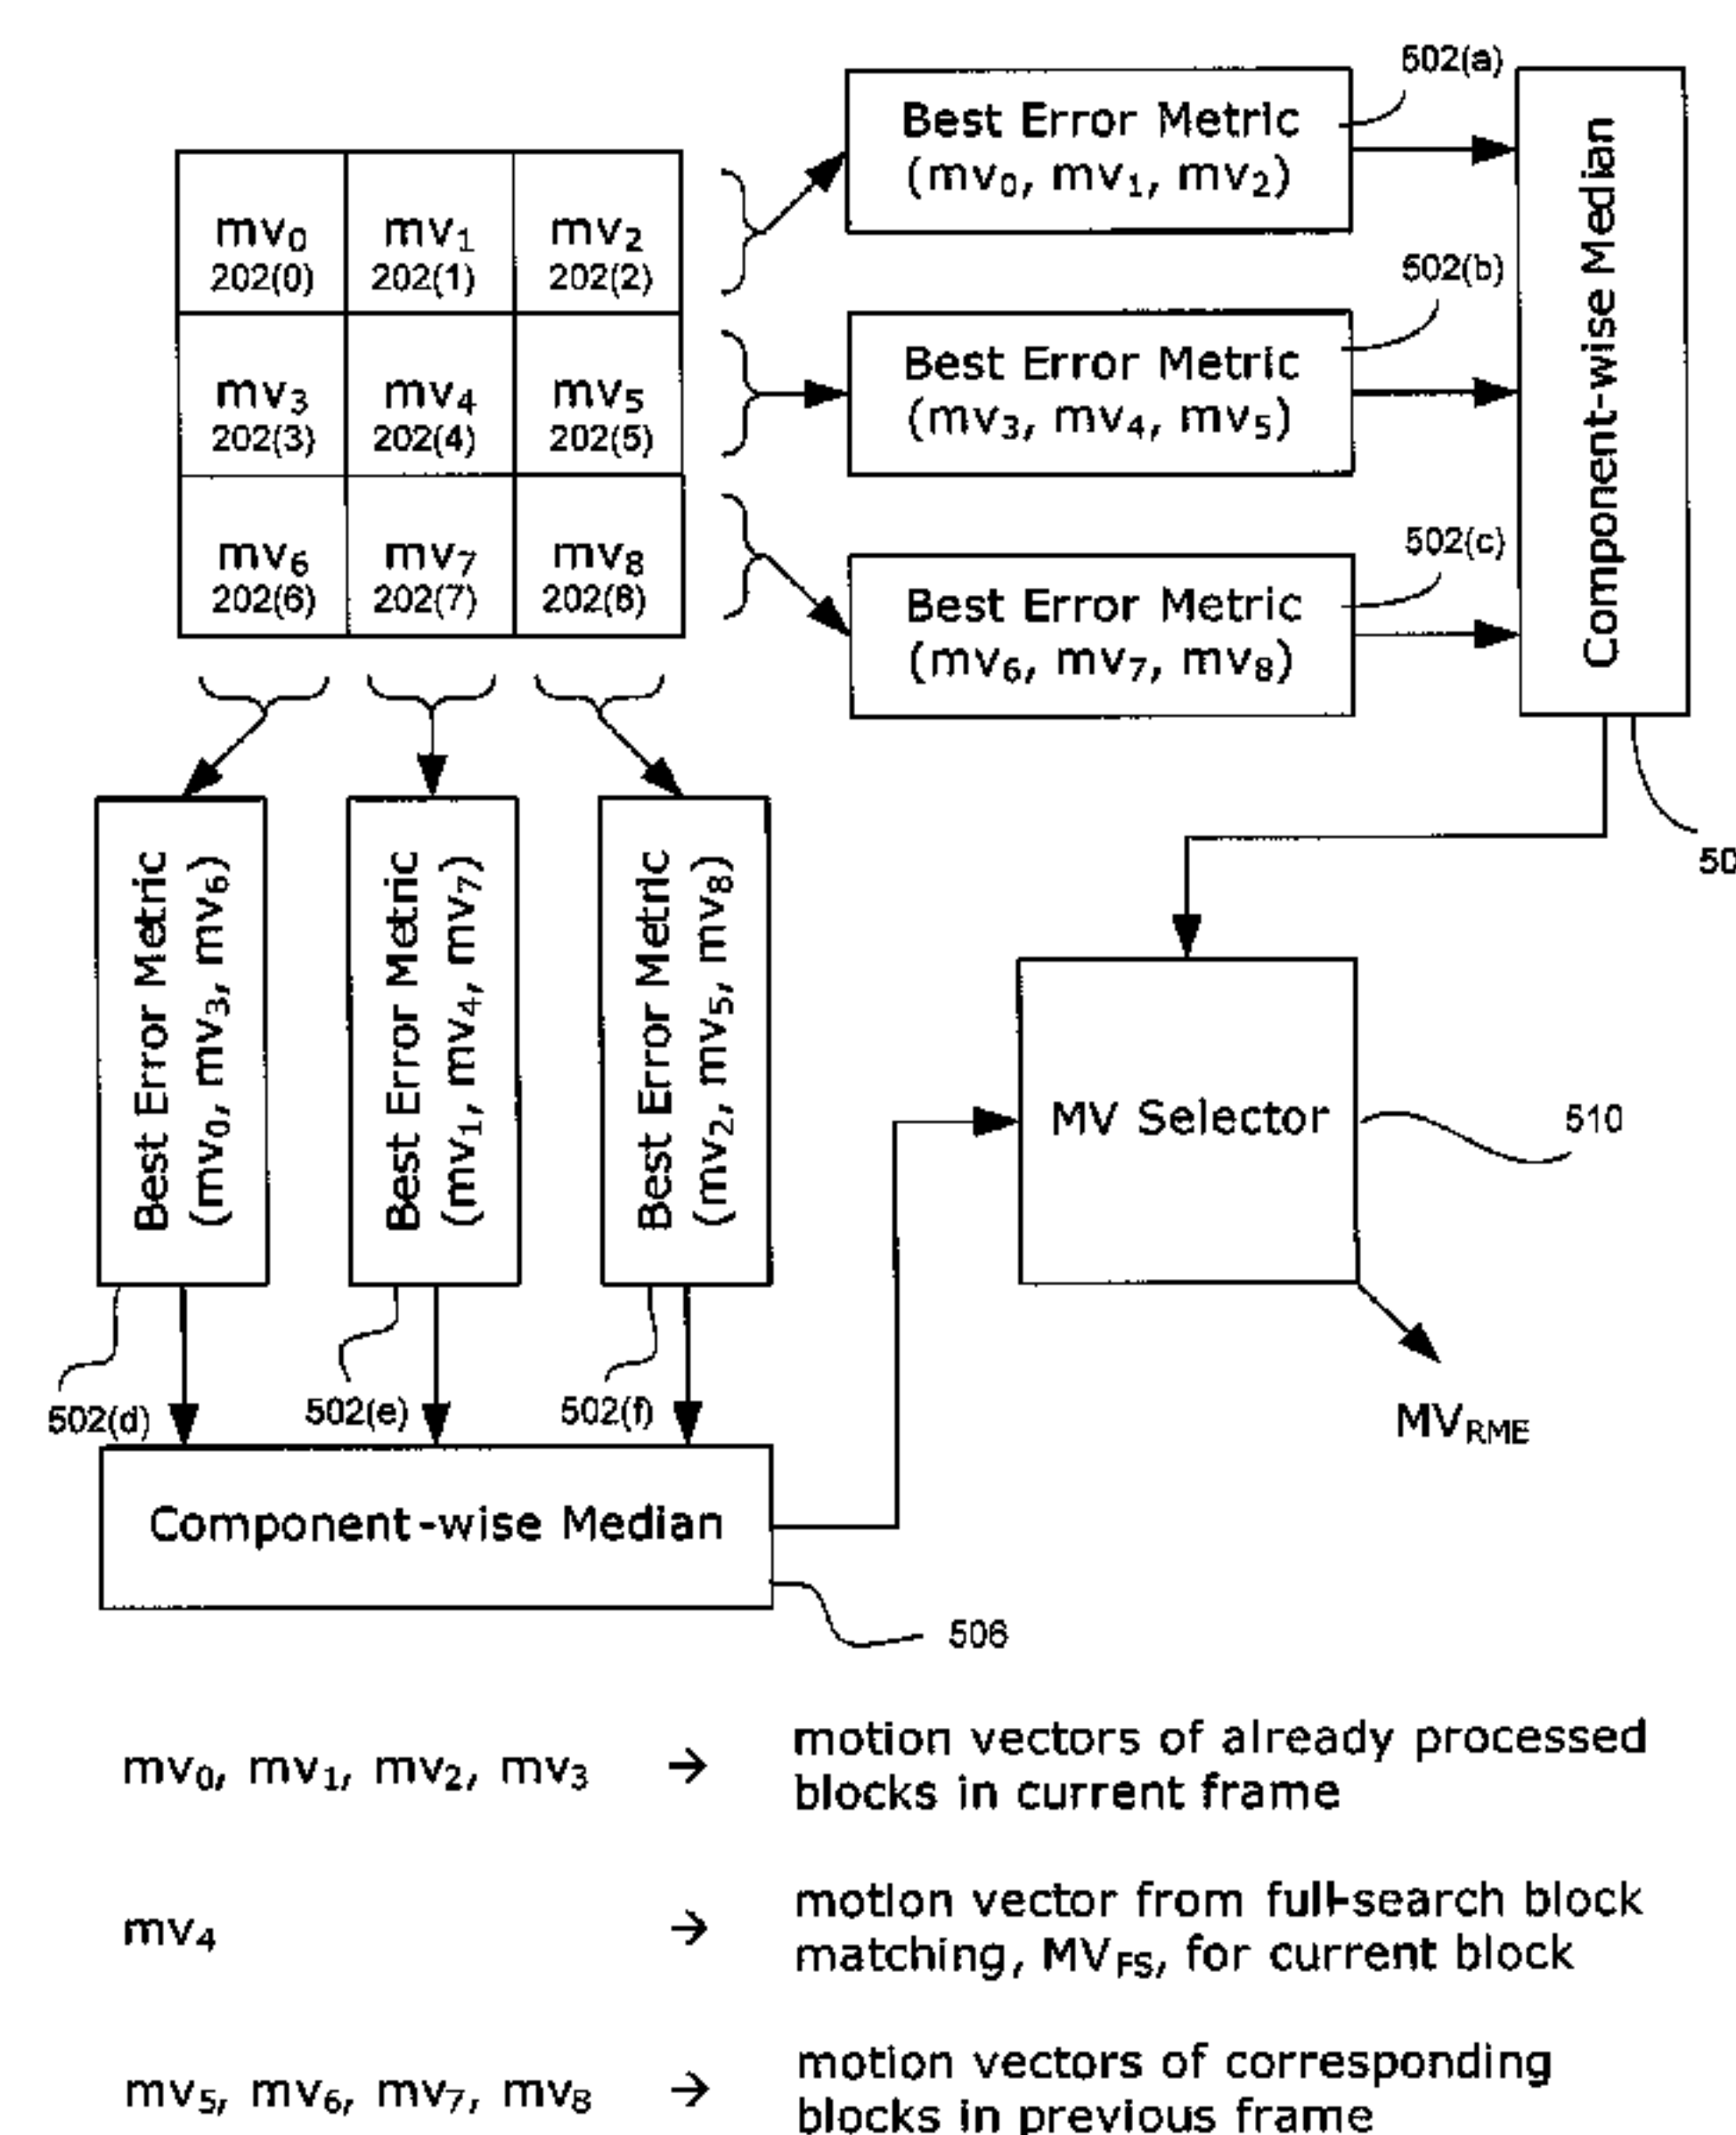 502(a)
Best Error Metric
(mv₀, mv₁, mv₂)
mv₀ mv₁ mv₂
202(0) 202(1) 202(2)
502(b)
Best Error Metric
(mv₃, mv₄, mv₅)
mv₃ mv₄ mv₅
202(3) 202(4) 202(5)
502(c)
Best Error Metric
(mv₆, mv₇, mv₈)
mv₆ mv₇ mv₈
202(6) 202(7) 202(8)
Component-wise Median
50
Best Error Metric
(mv₀, mv₃, mv₆)
Best Error Metric
(mv₁, mv₄, mv₇)
Best Error Metric
(mv₂, mv₅, mv₈)
MV Selector
510
502(d) 502(e) 502(f)
MV_RME
Component-wise Median
506
mv₀, mv₁, mv₂, mv₃ → motion vectors of already processed
blocks in current frame
mv₄ → motion vector from full-search block
matching, MV_FS, for current block
mv₅, mv₆, mv₇, mv₈ → motion vectors of corresponding
blocks in previous frame